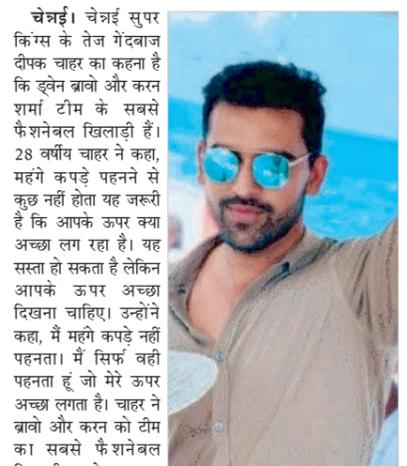 चेन्नई। चेन्नई सुपर
किंग्स के तेज गेंदबाज
दीपक चाहर का कहना है
कि ड्वेन ब्रावो और करन
शर्मा टीम के सबसे
फैशनेबल खिलाड़ी हैं।
28 वर्षीय चाहर ने कहा,
महंगे कपड़े पहनने से
कुछ नहीं होता यह जरूरी
है कि आपके ऊपर क्या
अच्छा लग रहा है। यह
सस्ता हो सकता है लेकिन
आपके ऊपर अच्छा
दिखना चाहिए। उन्होंने
कहा, मैं महंगे कपड़े नहीं
पहनता। मैं सिर्फ वही
पहनता हूं जो मेरे ऊपर
अच्छा लगता है। चाहर ने
ब्रावो और करन को टीम
का सबसे फैशनेबल